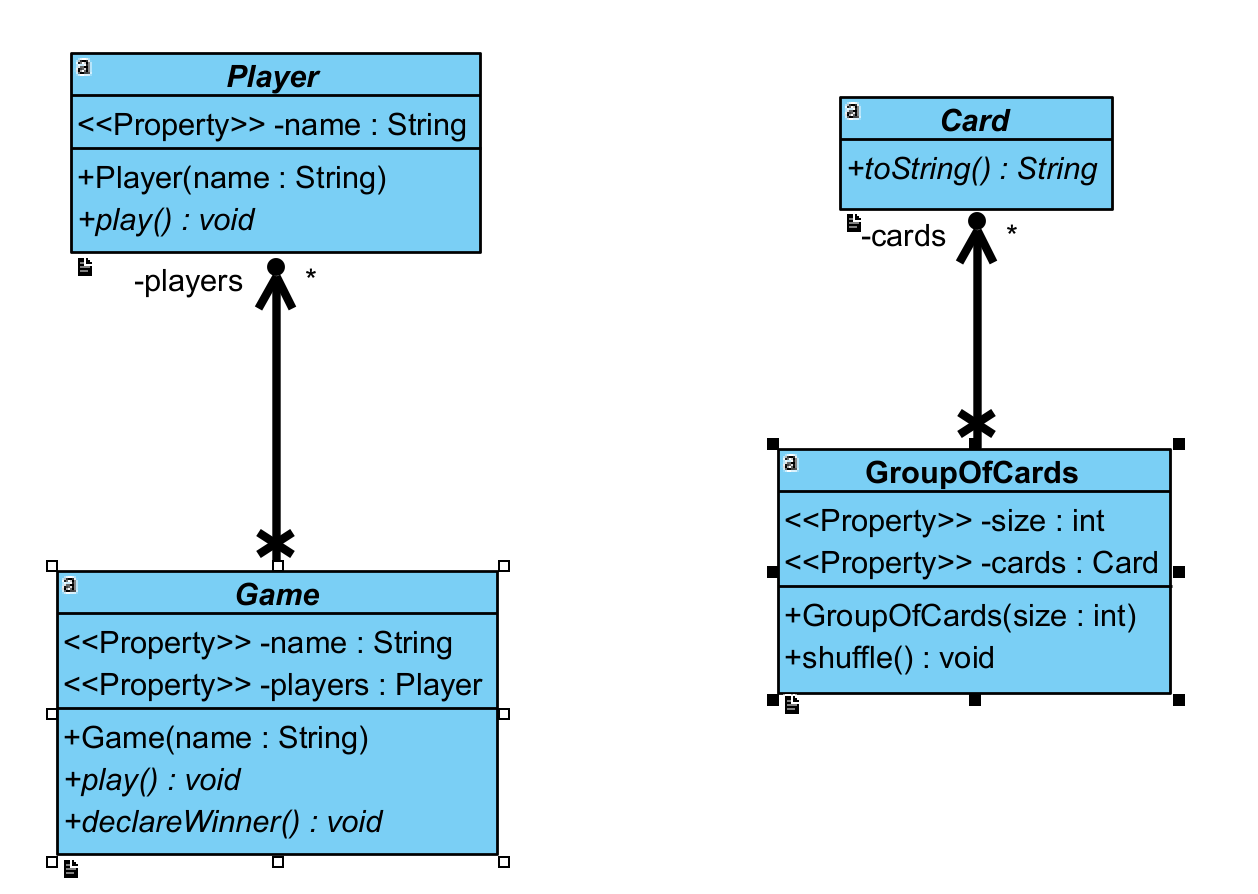 Player
<<Property>> -name : String
+Player(name : String)
+play() : void
-players
*
Game
<<Property>> -name : String
<<Property>> -players : Player
+Game(name : String)
+play() : void
+declareWinner() : void
Card
+toString() : String
-cards
*
GroupOfCards
<<Property>> -size : int
<<Property>> -cards : Card
+GroupOfCards(size : int)
+shuffle() : void